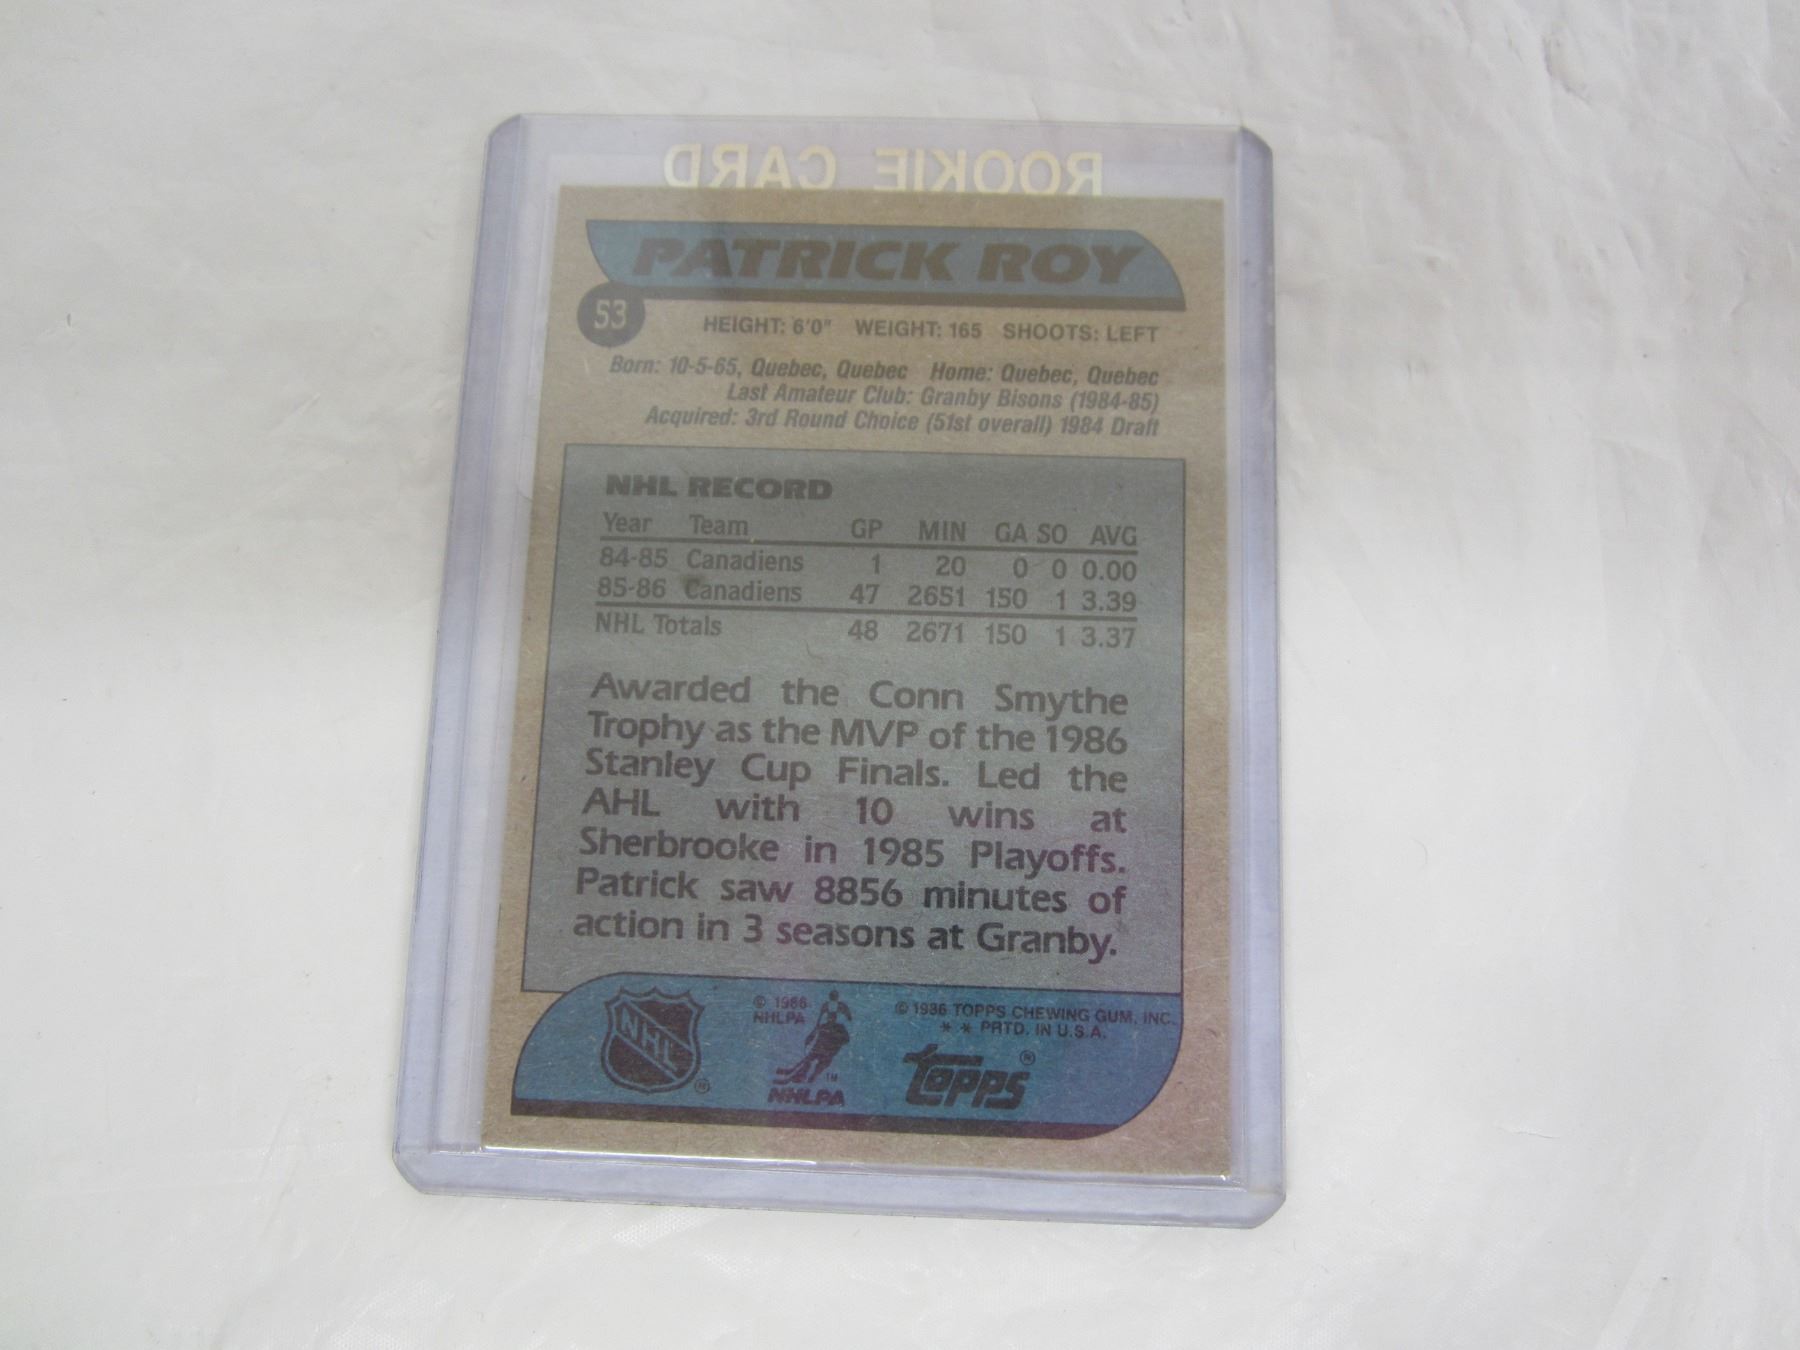 ROOKIE CARD
PATRICK ROY
53
HEIGHT: 6'0" WEIGHT: 165 SHOOTS: LEFT
Born: 10-5-65, Quebec, Quebec Home: Quebec, Quebec
Last Amateur Club: Granby Bisons (1984-85)
Acquired: 3rd Round Choice (51st overall) 1984 Draft
NHL RECORD
Year Team GP MIN GA SO AVG
84-85 Canadiens 1 20 0 0 0.00
85-86 Canadiens 47 2651 150 1 3.39
NHL Totals 48 2671 150 1 3.37
Awarded the Conn Smythe
Trophy as the MVP of the 1986
Stanley Cup Finals. Led the
AHL with 10 wins at
Sherbrooke in 1985 Playoffs.
Patrick saw 8856 minutes of
action in 3 seasons at Granby.
NHL ®
© 1986
NHLPA
TM
NHLPA
© 1986 TOPPS CHEWING GUM, INC.
* * PRTD. IN U.S.A.
TOPPS ®